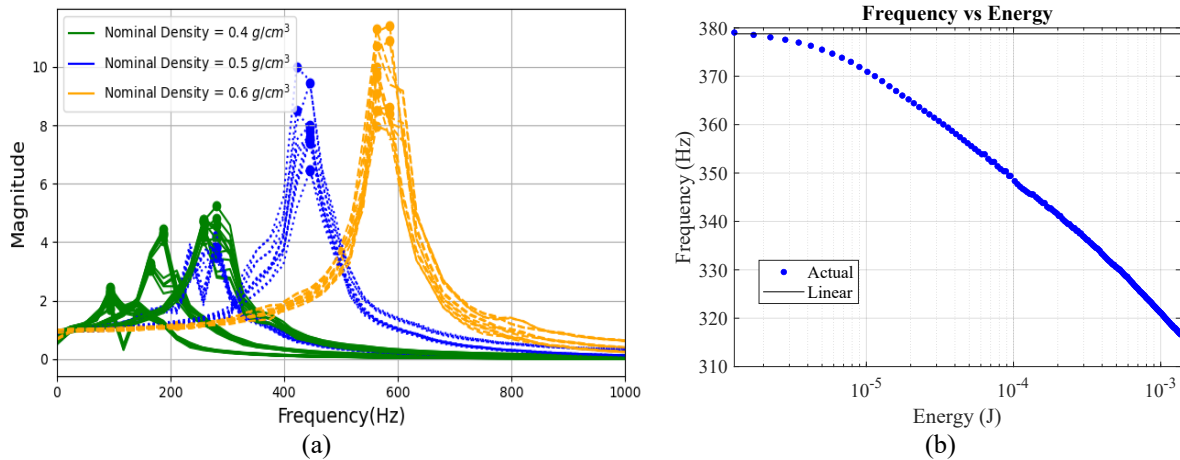 Nominal Density = 0.4 g/cm³
Nominal Density = 0.5 g/cm³
Nominal Density = 0.6 g/cm³
10
8
6
4
2
0
Magnitude
0 200 400 600 800 1000
Frequency(Hz)
(a)
Frequency vs Energy
380
370
360
350
340
330
320
310
Frequency (Hz)
Actual
Linear
10⁻⁵ 10⁻⁴ 10⁻³
Energy (J)
(b)